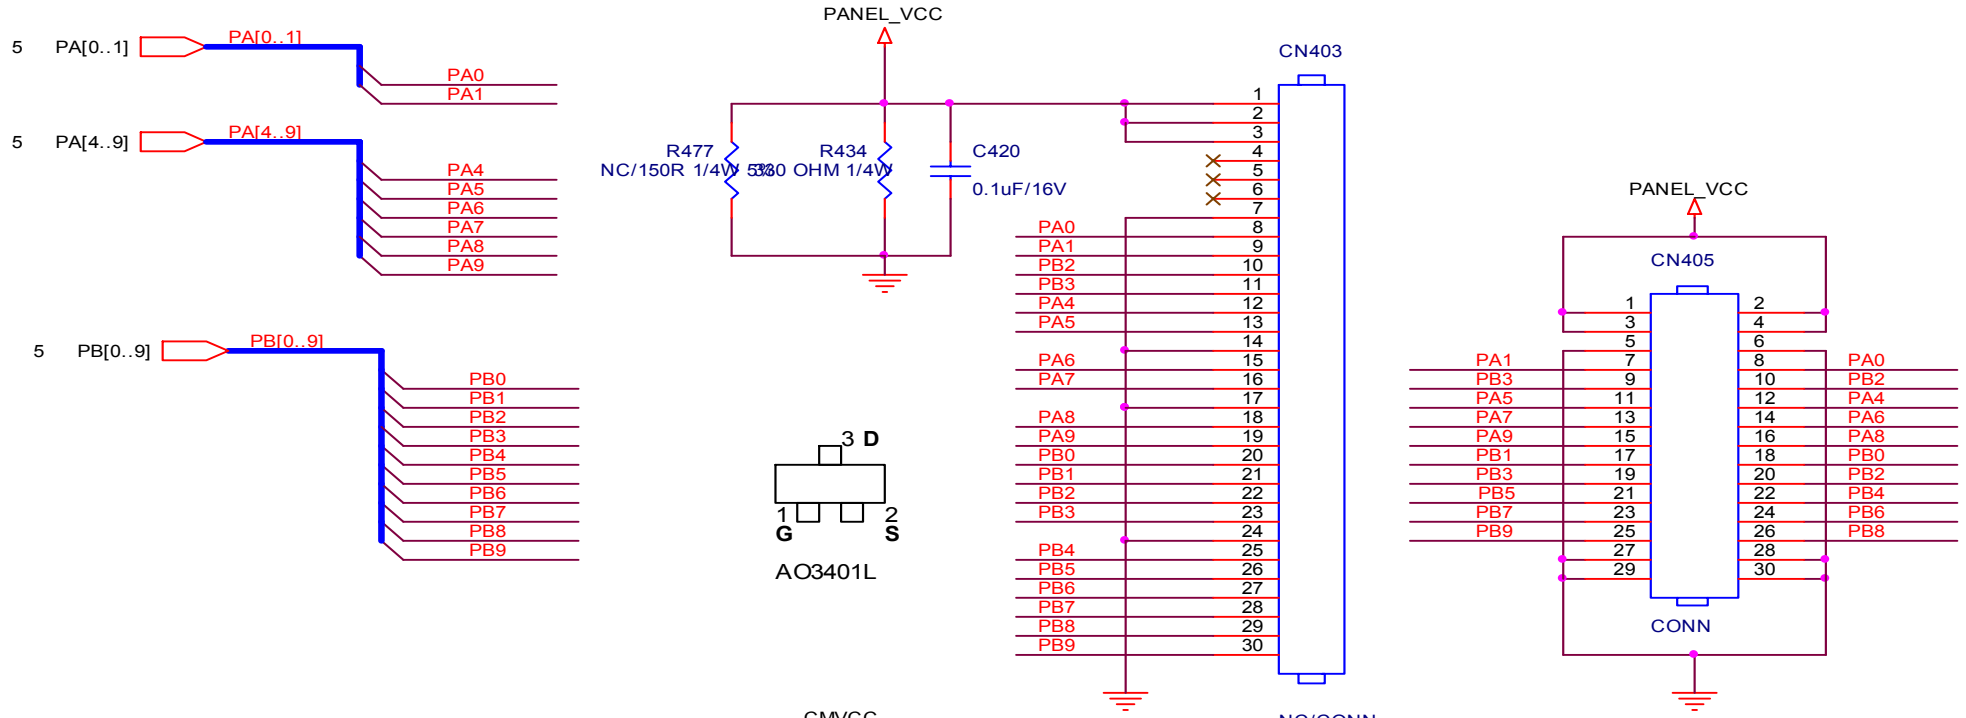 5 PA[0..1] PA[0..1]
PA0
PA1
5 PA[4..9] PA[4..9]
PA4
PA5
PA6
PA7
PA8
PA9
5 PB[0..9] PB[0..9]
PB0
PB1
PB2
PB3
PB4
PB5
PB6
PB7
PB8
PB9
PANEL_VCC
R477
NC/150R 1/4W 5%
R434
330 OHM 1/4W
C420
0.1uF/16V
3 D
1 2
G S
AO3401L
CN403
1
2
3
4
5
6
7
PA0 8
PA1 9
PB2 10
PB3 11
PA4 12
PA5 13
14
PA6 15
PA7 16
17
PA8 18
PA9 19
PB0 20
PB1 21
PB2 22
PB3 23
24
PB4 25
PB5 26
PB6 27
PB7 28
PB8 29
PB9 30
PANEL_VCC
CN405
1 2
3 4
5 6
PA1 7 8 PA0
PB3 9 10 PB2
PA5 11 12 PA4
PA7 13 14 PA6
PA9 15 16 PA8
PB1 17 18 PB0
PB3 19 20 PB2
PB5 21 22 PB4
PB7 23 24 PB6
PB9 25 26 PB8
27 28
29 30
CONN